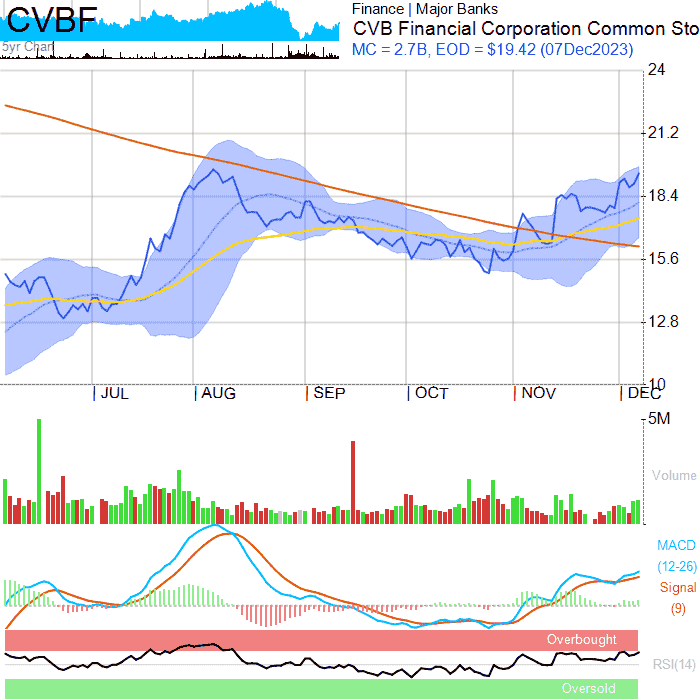 CVBF
5yr Chart
Finance | Major Banks
CVB Financial Corporation Common Sto
MC = 2.7B, EOD = $19.42 (07Dec2023)
24
21.2
18.4
15.6
12.8
10
JUL
AUG
SEP
OCT
NOV
DEC
5M
Volume
MACD
(12-26)
Signal
(9)
Overbought
RSI(14)
Oversold